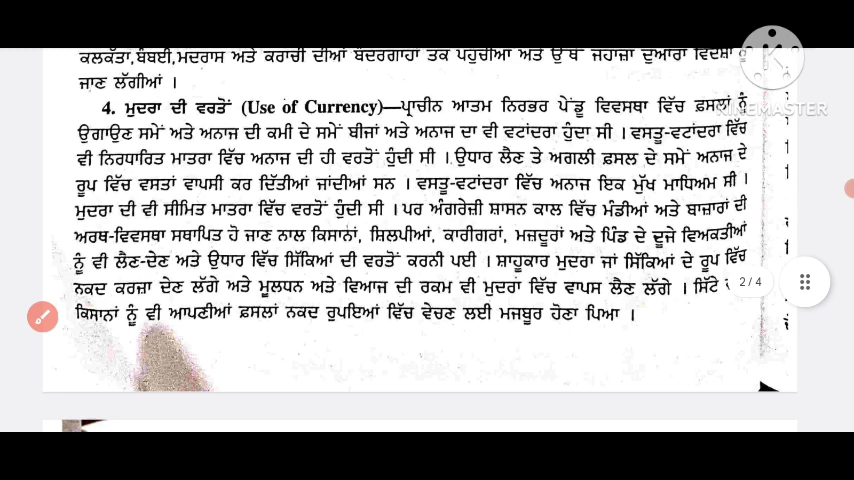 ਕਲਕੱਤਾ, ਬੰਬਈ, ਮਦਰਾਸ ਅਤੇ ਕਰਾਚੀ ਦੀਆਂ ਬੰਦਰਗਾਹਾਂ ਤਕ ਪਹੁੰਚੀਆਂ ਅਤੇ ਉੱਥੋਂ ਜਹਾਜ਼ਾਂ ਦੁਆਰਾ ਵਿਦੇਸ਼ਾਂ ਨੂੰ
ਜਾਣ ਲੱਗੀਆਂ ।
4. ਮੁਦਰਾ ਦੀ ਵਰਤੋਂ (Use of Currency)—ਪ੍ਰਾਚੀਨ ਆਤਮ ਨਿਰਭਰ ਪੇਂਡੂ ਵਿਵਸਥਾ ਵਿੱਚ ਫ਼ਸਲਾਂ ਨੂੰ
ਉਗਾਉਣ ਸਮੇਂ ਅਤੇ ਅਨਾਜ ਦੀ ਕਮੀ ਦੇ ਸਮੇਂ ਬੀਜਾਂ ਅਤੇ ਅਨਾਜ ਦਾ ਵੀ ਵਟਾਂਦਰਾ ਹੁੰਦਾ ਸੀ । ਵਸਤੂ-ਵਟਾਂਦਰਾ ਵਿੱਚ
ਵੀ ਨਿਰਧਾਰਿਤ ਮਾਤਰਾ ਵਿੱਚ ਅਨਾਜ ਦੀ ਹੀ ਵਰਤੋਂ ਹੁੰਦੀ ਸੀ । ਉਧਾਰ ਲੈਣ ਤੇ ਅਗਲੀ ਫ਼ਸਲ ਦੇ ਸਮੇਂ ਅਨਾਜ ਦੇ
ਰੂਪ ਵਿੱਚ ਵਸਤਾਂ ਵਾਪਸੀ ਕਰ ਦਿੱਤੀਆਂ ਜਾਂਦੀਆਂ ਸਨ । ਵਸਤੂ-ਵਟਾਂਦਰਾ ਵਿੱਚ ਅਨਾਜ ਇਕ ਮੁੱਖ ਮਾਧਿਅਮ ਸੀ ।
ਮੁਦਰਾ ਦੀ ਵੀ ਸੀਮਿਤ ਮਾਤਰਾ ਵਿੱਚ ਵਰਤੋਂ ਹੁੰਦੀ ਸੀ । ਪਰ ਅੰਗਰੇਜ਼ੀ ਸ਼ਾਸਨ ਕਾਲ ਵਿੱਚ ਮੰਡੀਆਂ ਅਤੇ ਬਾਜ਼ਾਰਾਂ ਦੀ
ਅਰਥ-ਵਿਵਸਥਾ ਸਥਾਪਿਤ ਹੋ ਜਾਣ ਨਾਲ ਕਿਸਾਨਾਂ, ਸ਼ਿਲਪੀਆਂ, ਕਾਰੀਗਰਾਂ, ਮਜ਼ਦੂਰਾਂ ਅਤੇ ਪਿੰਡ ਦੇ ਦੂਜੇ ਵਿਅਕਤੀਆਂ
ਨੂੰ ਵੀ ਲੈਣ-ਦੇਣ ਅਤੇ ਉਧਾਰ ਵਿੱਚ ਸਿੱਕਿਆਂ ਦੀ ਵਰਤੋਂ ਕਰਨੀ ਪਈ । ਸ਼ਾਹੂਕਾਰ ਮੁਦਰਾ ਜਾਂ ਸਿੱਕਿਆਂ ਦੇ ਰੂਪ ਵਿੱਚ
ਨਕਦ ਕਰਜ਼ਾ ਦੇਣ ਲੱਗੇ ਅਤੇ ਮੂਲਧਨ ਅਤੇ ਵਿਆਜ ਦੀ ਰਕਮ ਵੀ ਮੁਦਰਾ ਵਿੱਚ ਵਾਪਸ ਲੈਣ ਲੱਗੇ । ਸਿੱਟੇ
ਕਿਸਾਨਾਂ ਨੂੰ ਵੀ ਆਪਣੀਆਂ ਫ਼ਸਲਾਂ ਨਕਦ ਰੁਪਇਆਂ ਵਿੱਚ ਵੇਚਣ ਲਈ ਮਜਬੂਰ ਹੋਣਾ ਪਿਆ ।
2/4
KINEMASTER